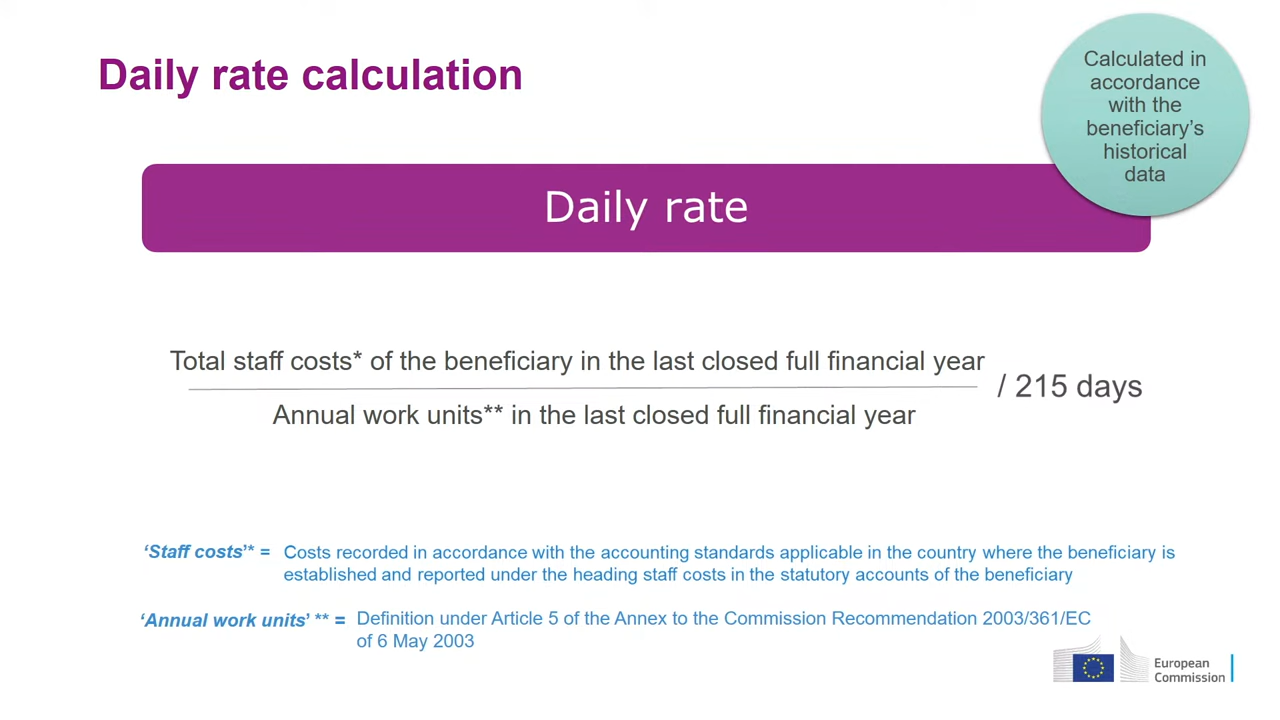 Daily rate calculation
Calculated in
accordance
with the
beneficiary’s
historical
data
Daily rate
Total staff costs* of the beneficiary in the last closed full financial year
Annual work units** in the last closed full financial year
/ 215 days
‘Staff costs’* = Costs recorded in accordance with the accounting standards applicable in the country where the beneficiary is
established and reported under the heading staff costs in the statutory accounts of the beneficiary
‘Annual work units’ ** = Definition under Article 5 of the Annex to the Commission Recommendation 2003/361/EC
of 6 May 2003
European
Commission